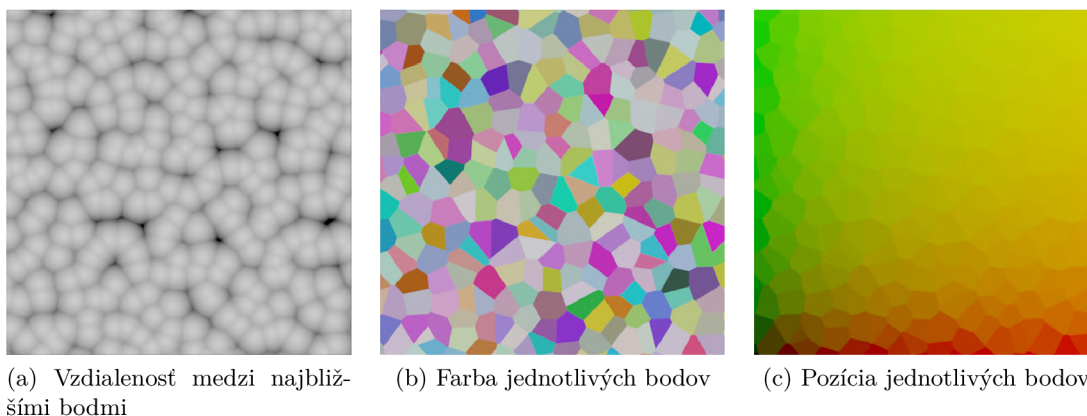 (a) Vzdialenosť medzi najbliž-
šími bodmi
(b) Farba jednotlivých bodov
(c) Pozícia jednotlivých bodov